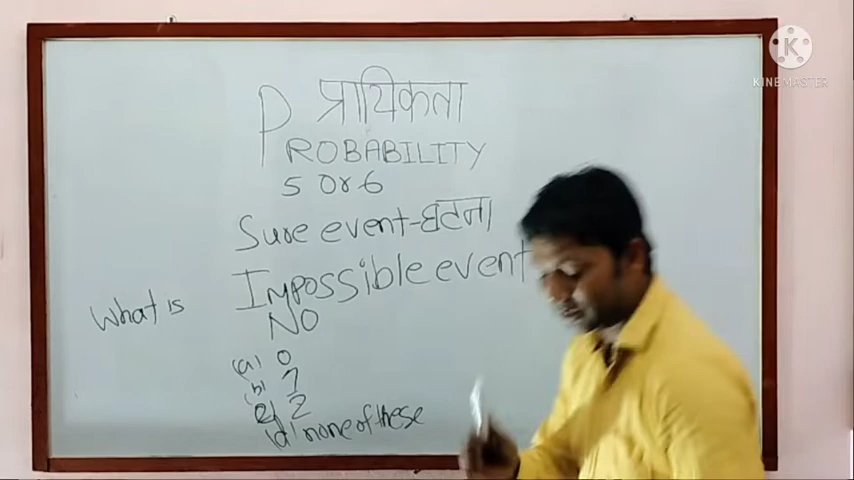 प्रायिकता
PROBABILITY
5 Or 6
Sure event-घटना
Impossible event
What is
NO
(a) 0
(b) 1
(c) 2
(d) none of these
K
KINEMASTER